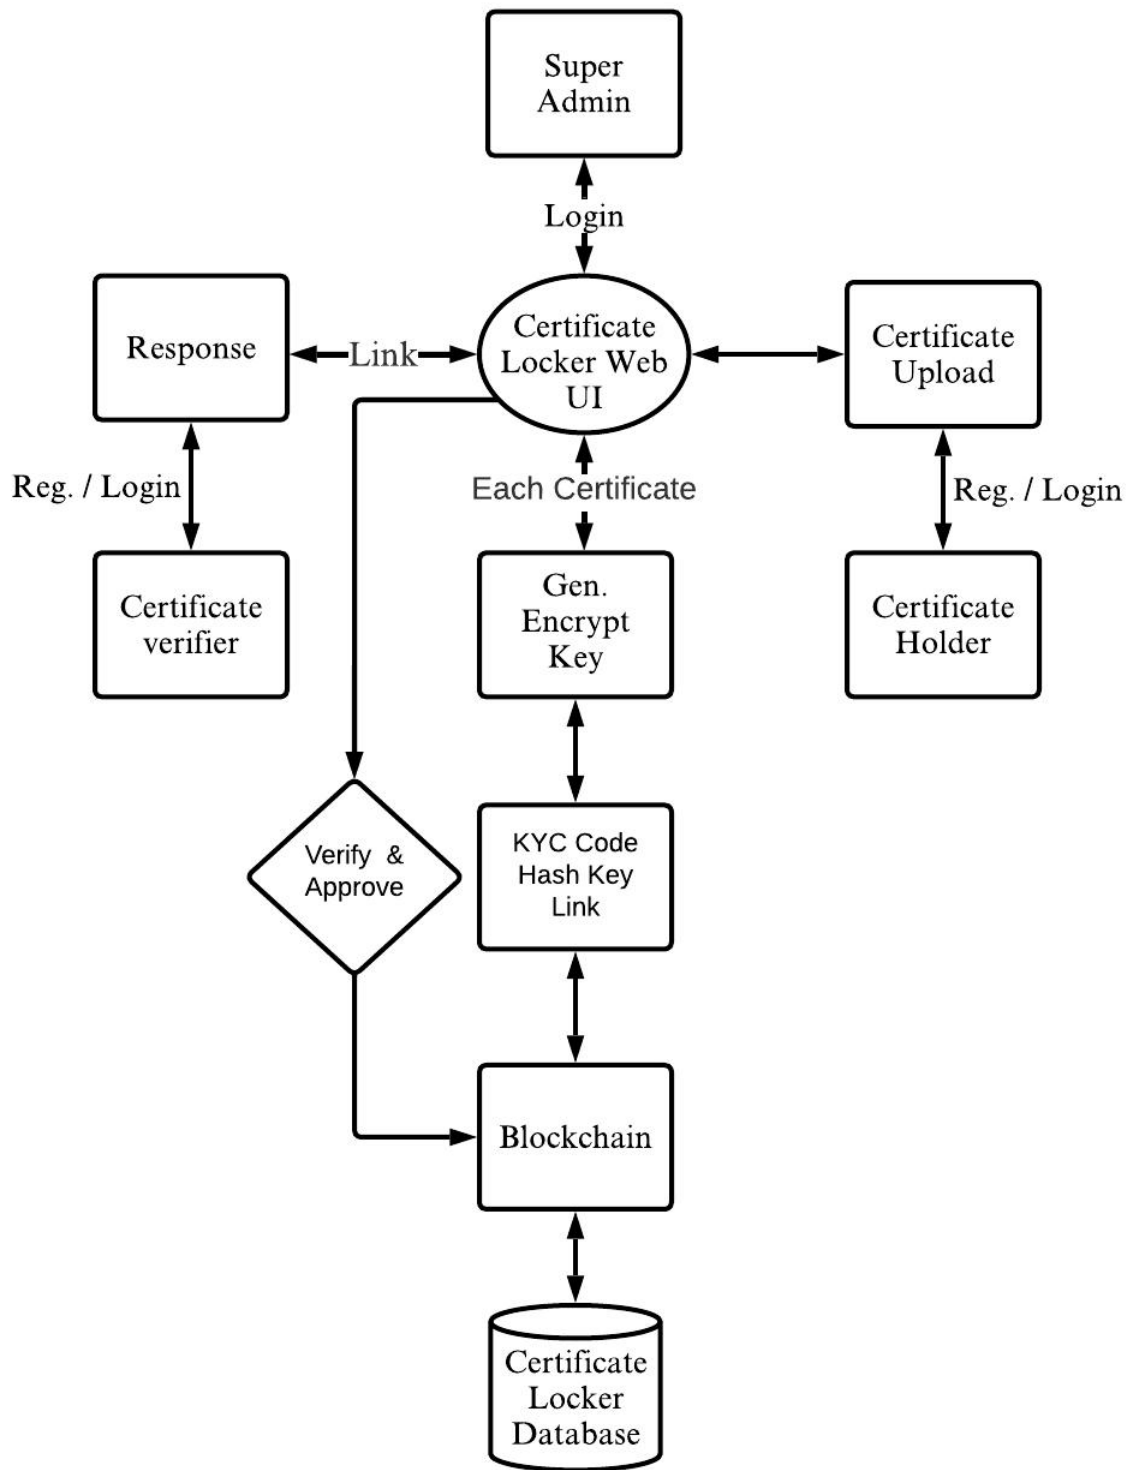 Super
Admin
Login
Response
Link
Certificate
Locker Web
UI
Certificate
Upload
Reg. / Login
Each Certificate
Reg. / Login
Certificate
verifier
Gen.
Encrypt
Key
Certificate
Holder
Verify & 
Approve
KYC Code
Hash Key
Link
Blockchain
Certificate
Locker
Database